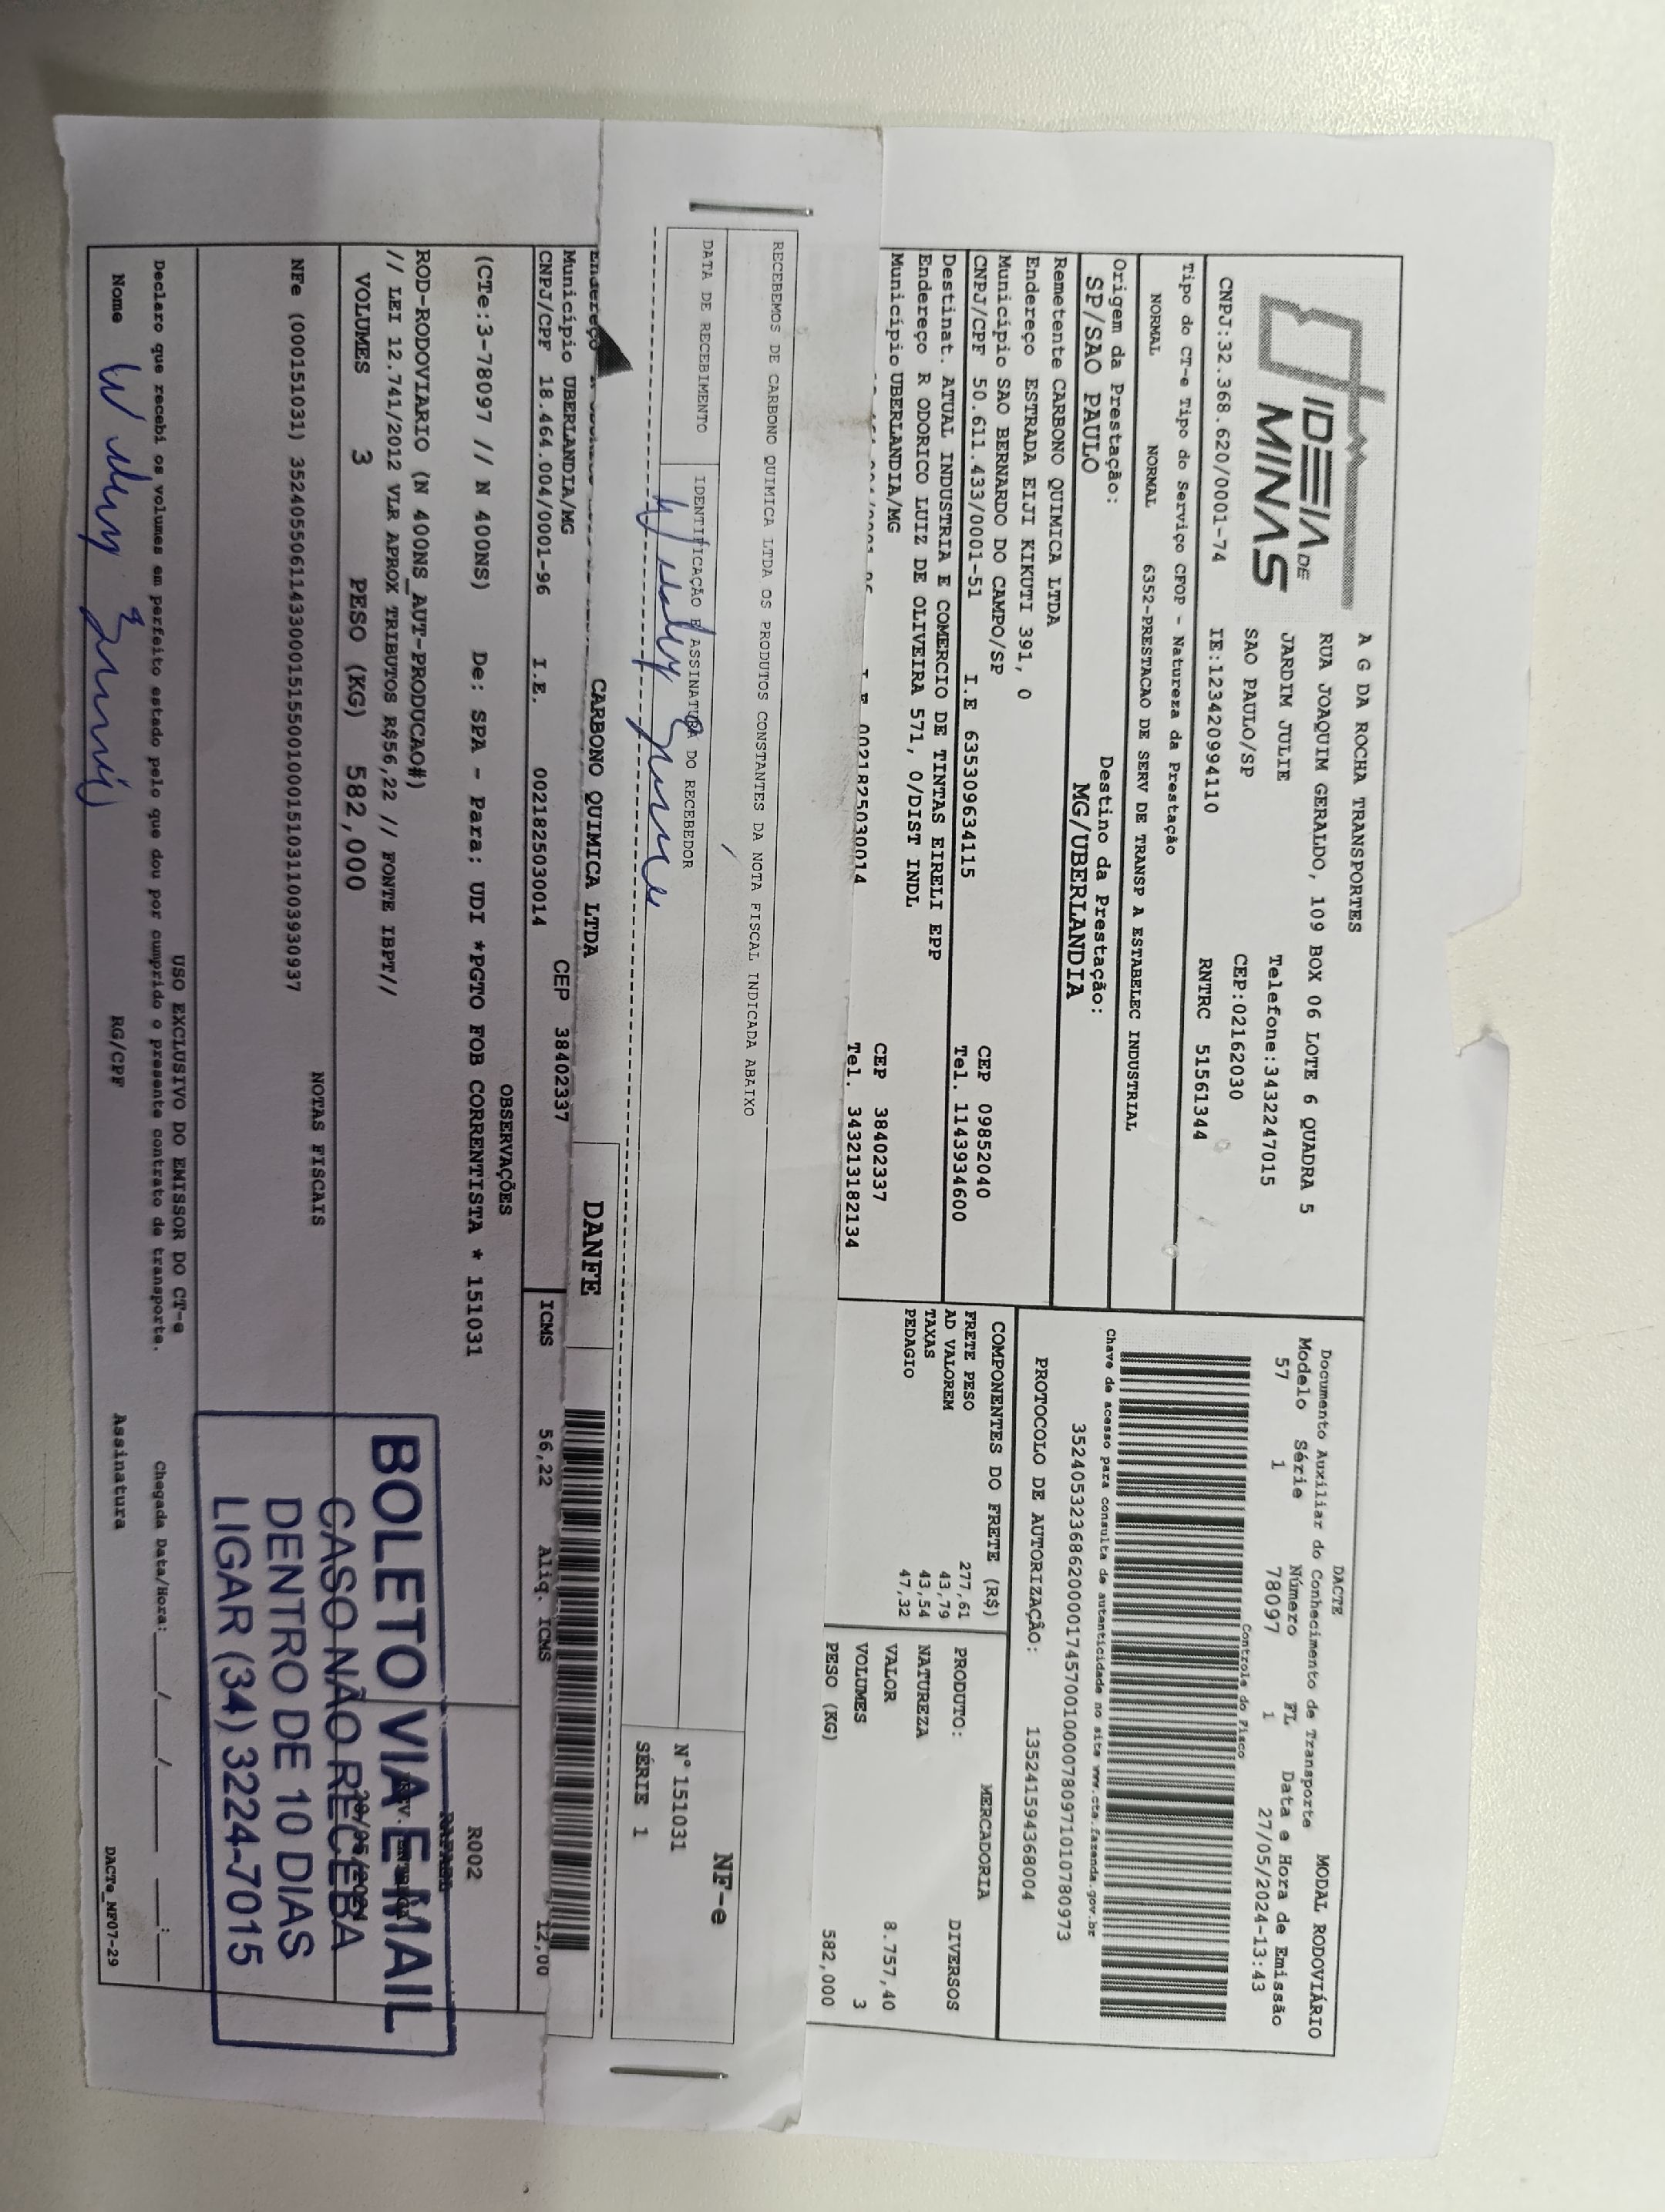 IDEIA DE
MINAS
A G DA ROCHA TRANSPORTES
RUA JOAQUIM GERALDO, 109 BOX 06 LOTE 6 QUADRA 5
JARDIM JULIE Telefone:3432247015
SAO PAULO/SP CEP:02162030
CNPJ:32.368.620/0001-74 IE:123420994110 RNTRC 51561344
Tipo do CT-e Tipo do Serviço CFOP - Natureza da Prestação
NORMAL NORMAL 6352-PRESTACAO DE SERV DE TRANSP A ESTABELEC INDUSTRIAL
Origem da Prestação: Destino da Prestação:
SP/SAO PAULO MG/UBERLANDIA
Remetente CARBONO QUIMICA LTDA
Endereço ESTRADA EIJI KIKUTI 391, 0
Município SAO BERNARDO DO CAMPO/SP CEP 09852040
CNPJ/CPF 50.611.433/0001-51 I.E 635309634115 Tel. 1143934600
Destinat. ATUAL INDUSTRIA E COMERCIO DE TINTAS EIRELI EPP
Endereço R ODORICO LUIZ DE OLIVEIRA 571, 0/DIST INDL
Município UBERLANDIA/MG CEP 38402337
I.E 0021825030014 Tel. 34321318 2134
DACTE MODAL RODOVIÁRIO
Documento Auxiliar do Conhecimento de Transporte
Modelo Série Número FL Data e Hora de Emissão
57 1 78097 1 27/05/2024-13:43
Controle do Fisco
Chave de acesso para consulta de autenticidade no site www.cte.fazenda.gov.br
35240532368620000174570010000780971010780973
PROTOCOLO DE AUTORIZAÇÃO: 135241594368004
COMPONENTES DO FRETE (R$)
FRETE PESO 277,61
AD VALOREM 43,79
TAXAS 43,54
PEDAGIO 47,32
MERCADORIA
PRODUTO: DIVERSOS
NATUREZA
VALOR 8.757,40
VOLUMES 3
PESO (KG) 582,000
RECEBEMOS DE CARBONO QUIMICA LTDA OS PRODUTOS CONSTANTES DA NOTA FISCAL INDICADA ABAIXO
DATA DE RECEBIMENTO IDENTIFICAÇÃO E ASSINATURA DO RECEBEDOR
NF-e
N° 151031
SÉRIE 1
CARBONO QUIMICA LTDA DANFE
Endereço
Município UBERLANDIA/MG CEP 38402337
CNPJ/CPF 18.464.004/0001-96 I.E. 0021825030014 ICMS 56,22 Aliq. ICMS 12,00
OBSERVAÇÕES
(CTe:3-78097 // N 400NS) De: SPA - Para: UDI *PGTO FOB CORRENTISTA * 151031 R002
ROD-RODOVIARIO (N 400NS_AUT-PRODUCAO#)
// LEI 12.741/2012 VLR APROX TRIBUTOS R$56,22 // FONTE IBPT//
VOLUMES 3 PESO (KG) 582,000
NOTAS FISCAIS
NFe (000151031) 35240550611433000151550010001510311003930937
BOLETO VIA E-MAIL
CASO NÃO RECEBA
DENTRO DE 10 DIAS
LIGAR (34) 3224-7015
USO EXCLUSIVO DO EMISSOR DO CT-e
Declaro que recebi os volumes em perfeito estado pelo que dou por cumprido o presente contrato de transporte. Chegada Data/Hora:___/___/___ ___:___
Nome RG/CPF Assinatura
DACTe_MF07-29